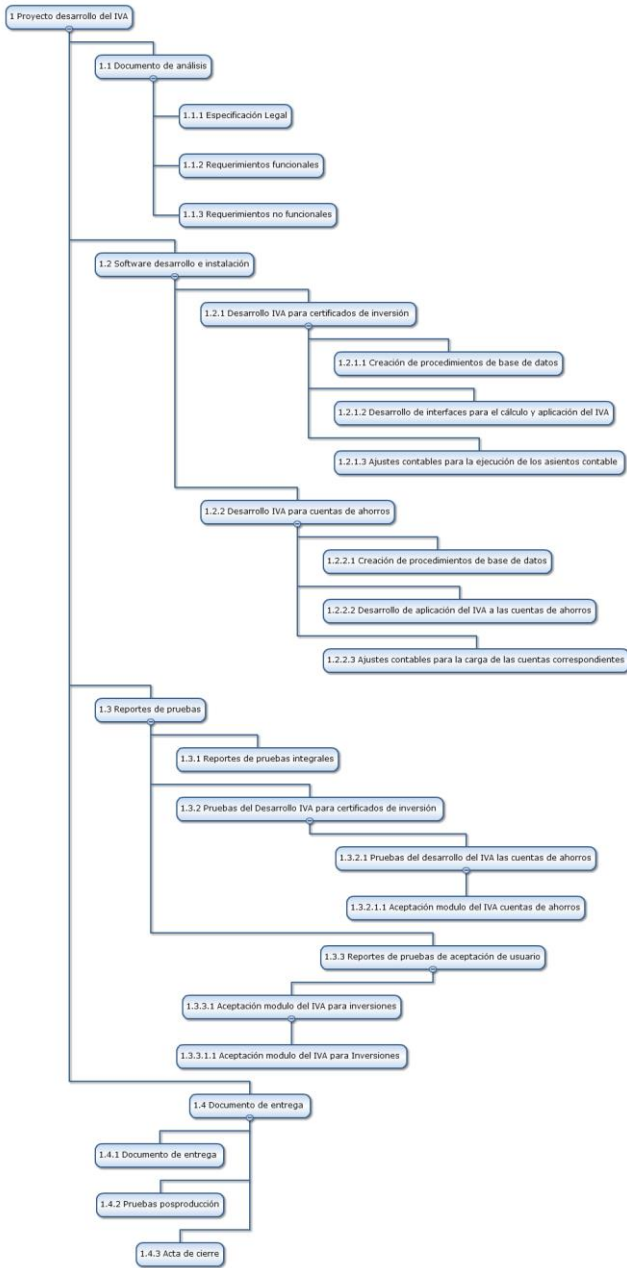 1 Proyecto desarrollo del IVA
1.1 Documento de análisis
1.1.1 Especificación Legal
1.1.2 Requerimientos funcionales
1.1.3 Requerimientos no funcionales
1.2 Software desarrollo e instalación
1.2.1 Desarrollo IVA para certificados de inversión
1.2.1.1 Creación de procedimientos de base de datos
1.2.1.2 Desarrollo de interfaces para el cálculo y aplicación del IVA
1.2.1.3 Ajustes contables para la ejecución de los asientos contable
1.2.2 Desarrollo IVA para cuentas de ahorros
1.2.2.1 Creación de procedimientos de base de datos
1.2.2.2 Desarrollo de aplicación del IVA a las cuentas de ahorros
1.2.2.3 Ajustes contables para la carga de las cuentas correspondientes
1.3 Reportes de pruebas
1.3.1 Reportes de pruebas integrales
1.3.2 Pruebas del Desarrollo IVA para certificados de inversión
1.3.2.1 Pruebas del desarrollo del IVA las cuentas de ahorros
1.3.2.1.1 Aceptación modulo del IVA cuentas de ahorros
1.3.3 Reportes de pruebas de aceptación de usuario
1.3.3.1 Aceptación modulo del IVA para inversiones
1.3.3.1.1 Aceptación modulo del IVA para Inversiones
1.4 Documento de entrega
1.4.1 Documento de entrega
1.4.2 Pruebas posproducción
1.4.3 Acta de cierre